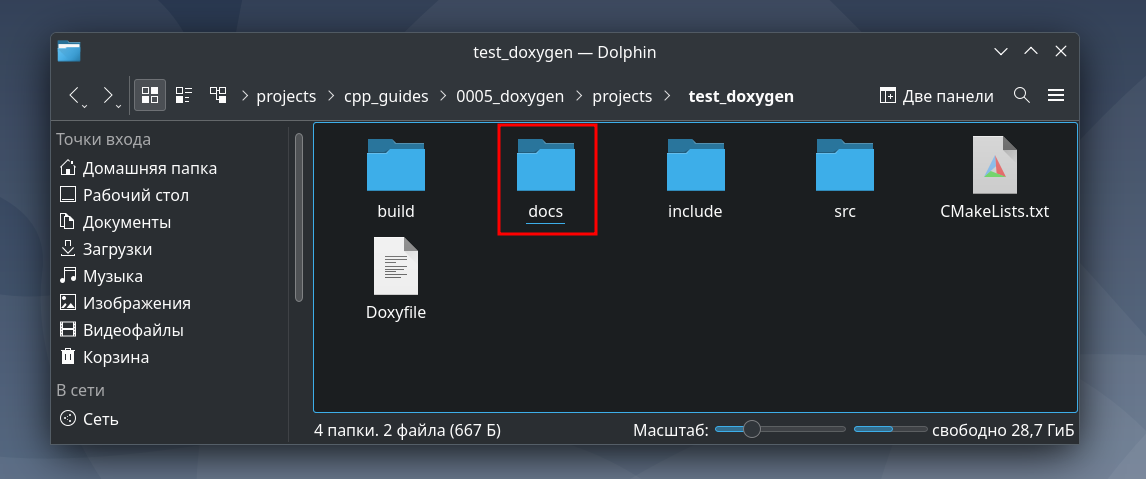 test_doxygen — Dolphin
projects cpp_guides 0005_doxygen projects test_doxygen Две панели
Точки входа
Домашняя папка
Рабочий стол
Документы
Загрузки
Музыка
Изображения
Видеофайлы
Корзина
В сети
Сеть
build docs include src CMakeLists.txt
Doxyfile
4 папки. 2 файла (667 Б) Масштаб: свободно 28,7 ГиБ